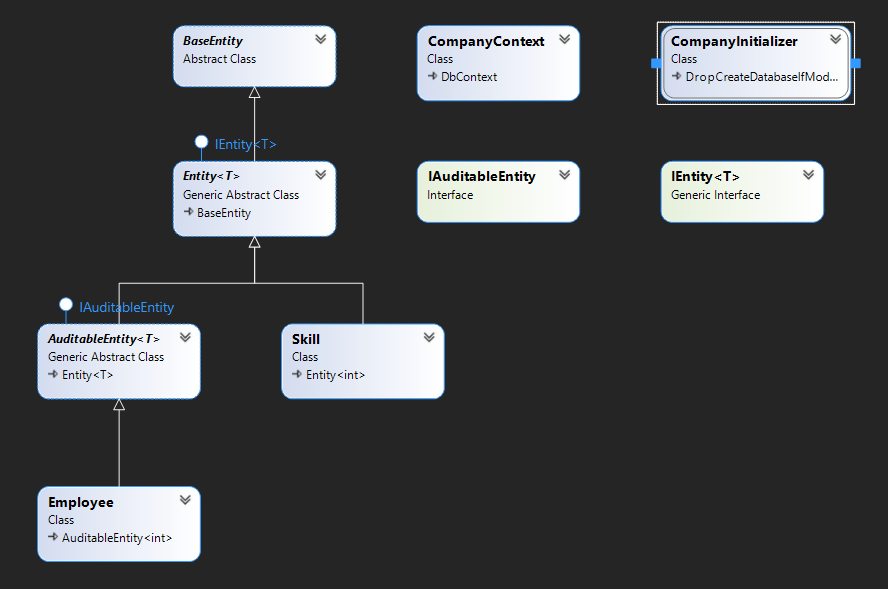 BaseEntity
Abstract Class
CompanyContext
Class
DbContext
CompanyInitializer
Class
DropCreateDatabaseIfMod...
IEntity<T>
Entity<T>
Generic Abstract Class
BaseEntity
IAuditableEntity
Interface
IEntity<T>
Generic Interface
IAuditableEntity
AuditableEntity<T>
Generic Abstract Class
Entity<T>
Skill
Class
Entity<int>
Employee
Class
AuditableEntity<int>